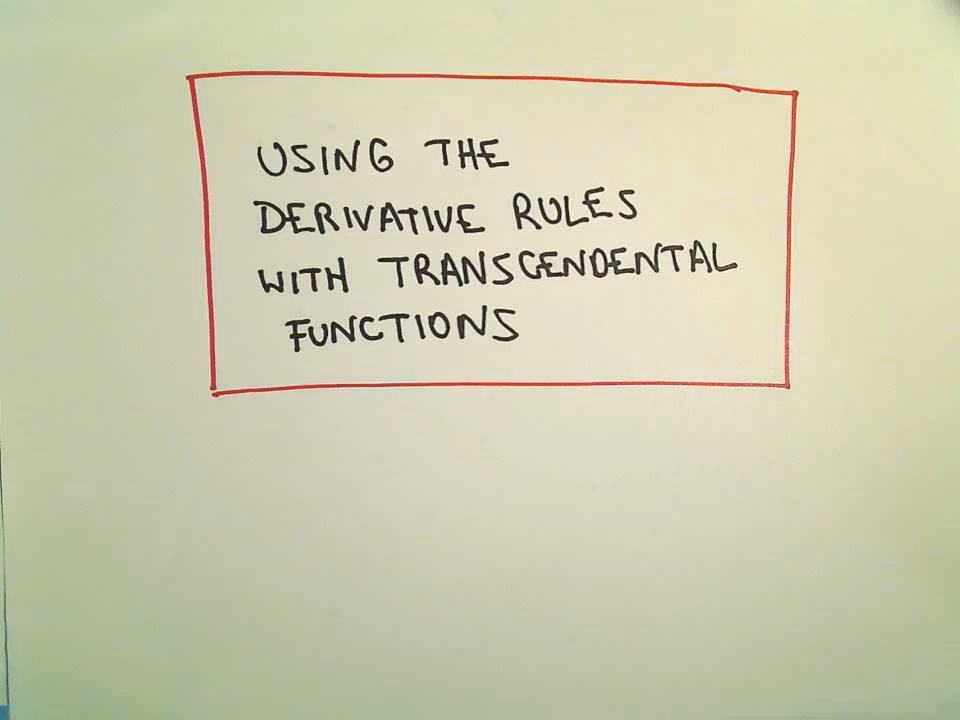 USING THE
DERIVATIVE RULES
WITH TRANSCENDENTAL
FUNCTIONS